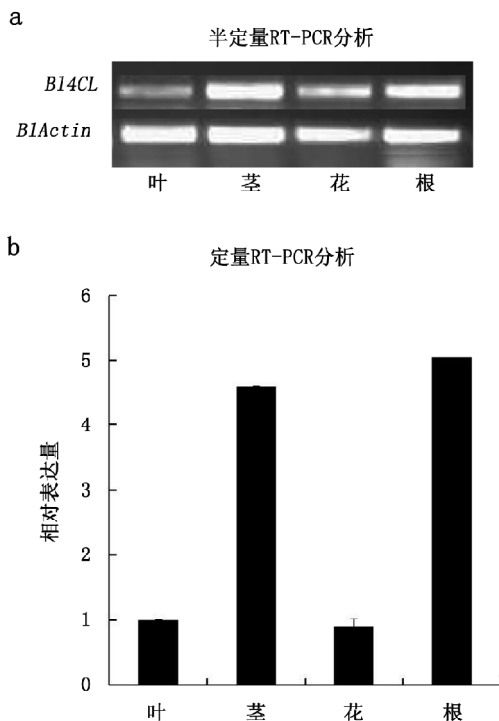 a
半定量RT-PCR分析
Bl4CL
BlActin
叶 茎 花 根
b
定量RT-PCR分析
相对表达量
6
5
4
3
2
1
0
叶 茎 花 根